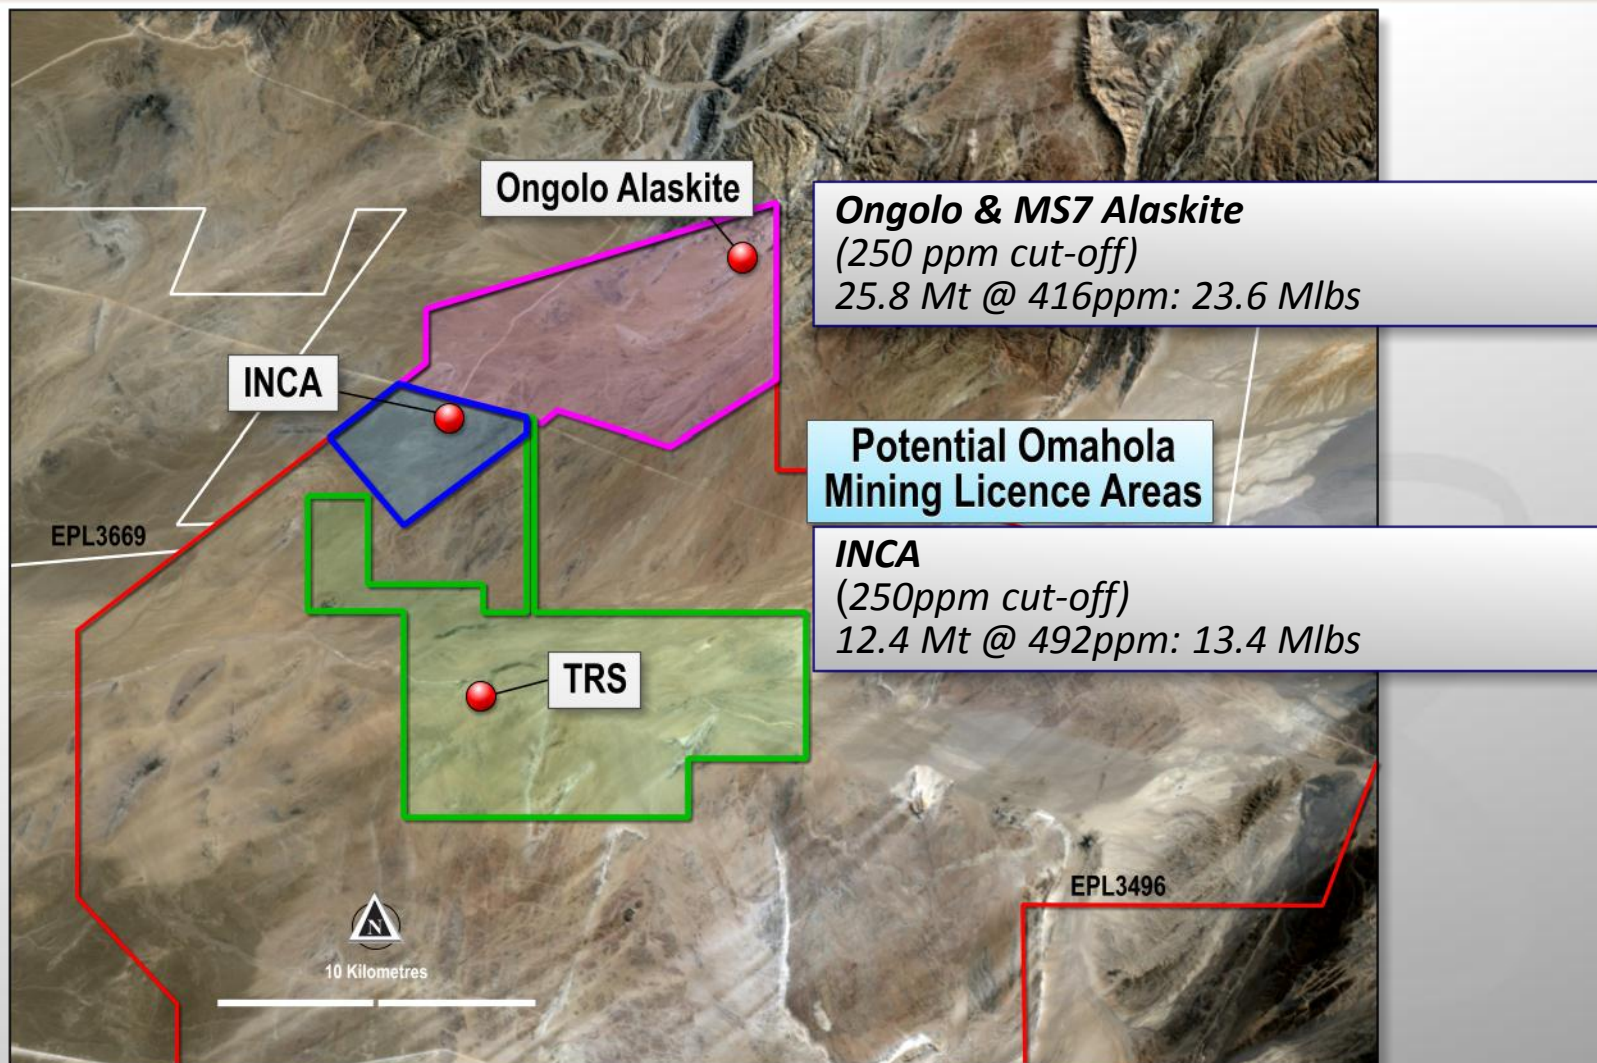 Ongolo Alaskite
Ongolo & MS7 Alaskite
(250 ppm cut-off)
25.8 Mt @ 416ppm: 23.6 Mlbs
INCA
Potential Omahola
Mining Licence Areas
EPL3669
INCA
(250ppm cut-off)
12.4 Mt @ 492ppm: 13.4 Mlbs
TRS
EPL3496
N
10 Kilometres